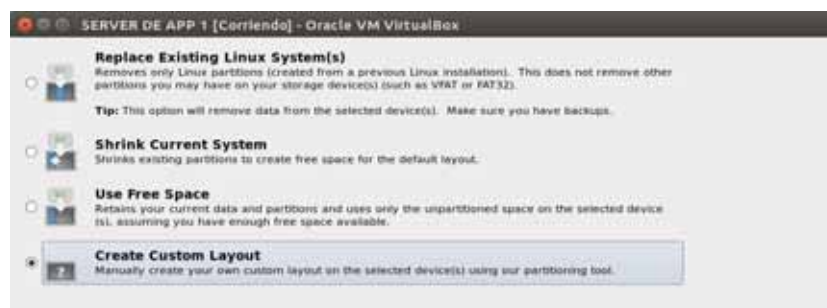 SERVER DE APP 1 [Corriendo] - Oracle VM VirtualBox
Replace Existing Linux System(s)
Removes only Linux partitions (created from a previous Linux installation). This does not remove other
partitions you may have on your storage device(s) (such as VFAT or FAT32).
Tip: This option will remove data from the selected device(s). Make sure you have backups.
Shrink Current System
Shrinks existing partitions to create free space for the default layout.
Use Free Space
Retains your current data and partitions and uses only the unpartitioned space on the selected device
(s), assuming you have enough free space available.
Create Custom Layout
Manually create your own custom layout on the selected device(s) using our partitioning tool.